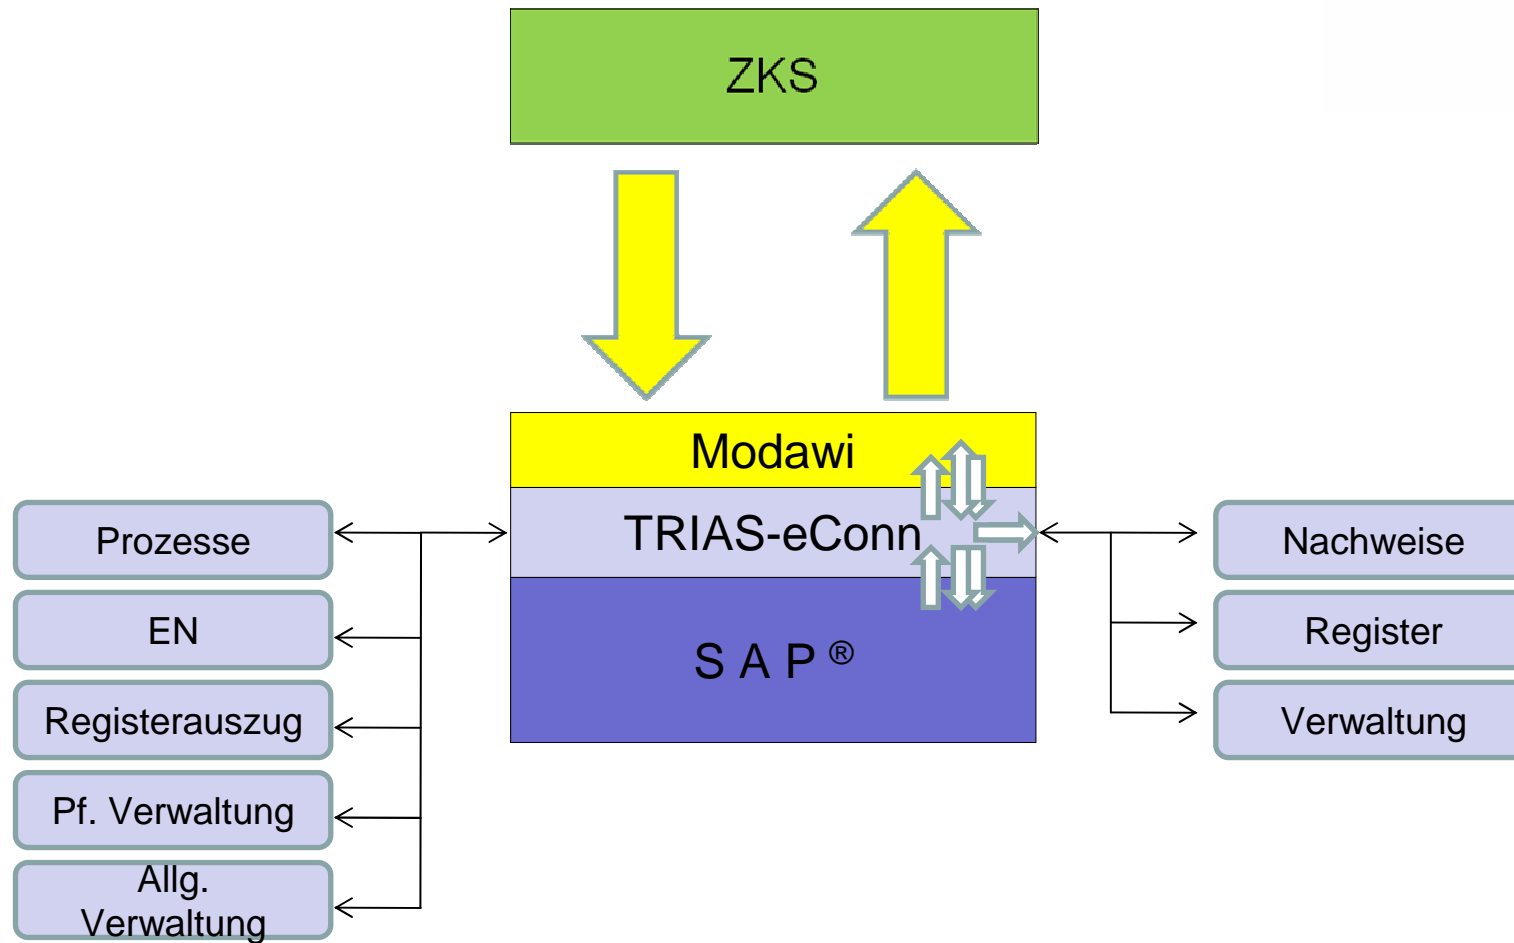 ZKS
Modawi
TRIAS-eConn
S A P ®
Prozesse
EN
Registerauszug
Pf. Verwaltung
Allg.
Verwaltung
Nachweise
Register
Verwaltung